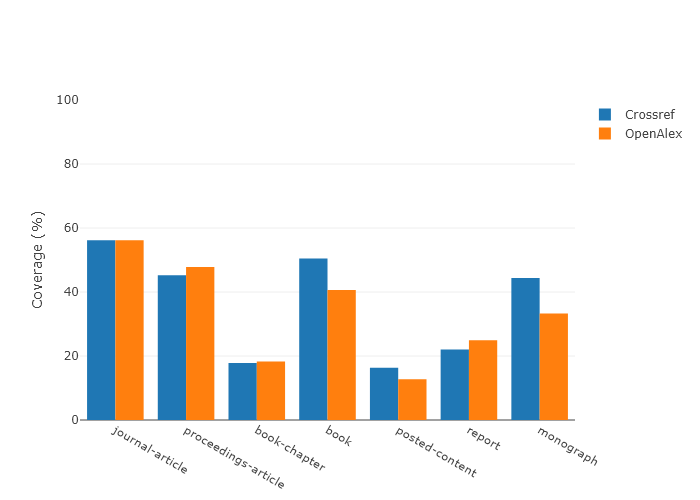 100
80
60
40
20
0
Coverage (%)
journal-article
proceedings-article
book-chapter
book
posted-content
report
monograph
Crossref
OpenAlex